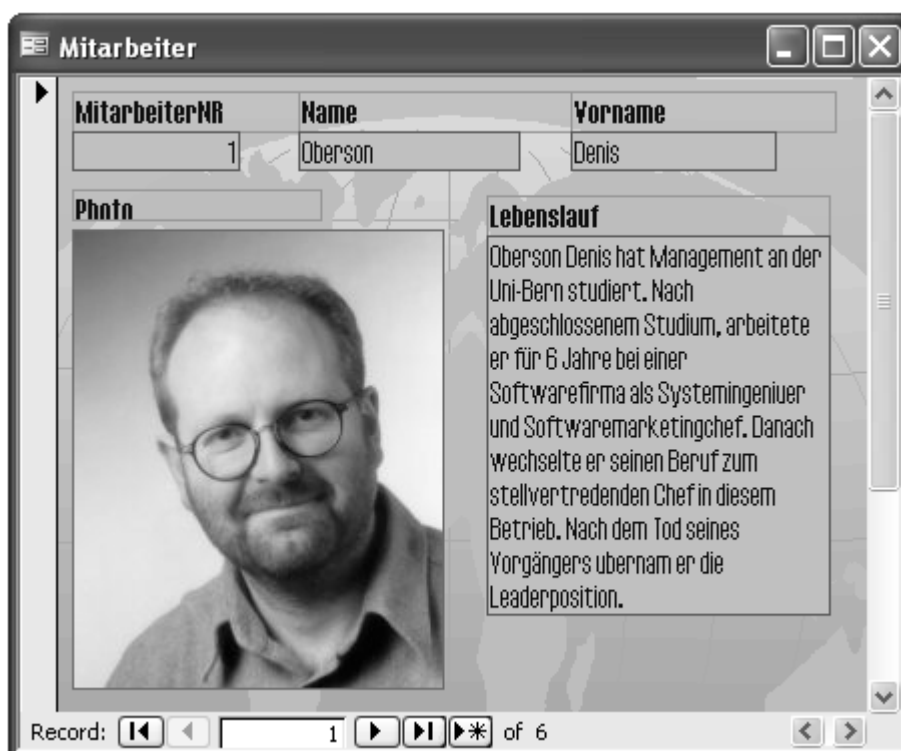 Mitarbeiter
MitarbeiterNR Name Vorname
1 Oberson Denis
Photo
Lebenslauf
Oberson Denis hat Management an der
Uni-Bern studiert. Nach
abgeschlossenem Studium, arbeitete
er für 6 Jahre bei einer
Softwarefirma als Systemingeniuer
und Softwaremarketingchef. Danach
wechselte er seinen Beruf zum
stellvertredenden Chef in diesem
Betrieb. Nach dem Tod seines
Vorgängers ubernam er die
Leaderposition.
Record: 1 of 6